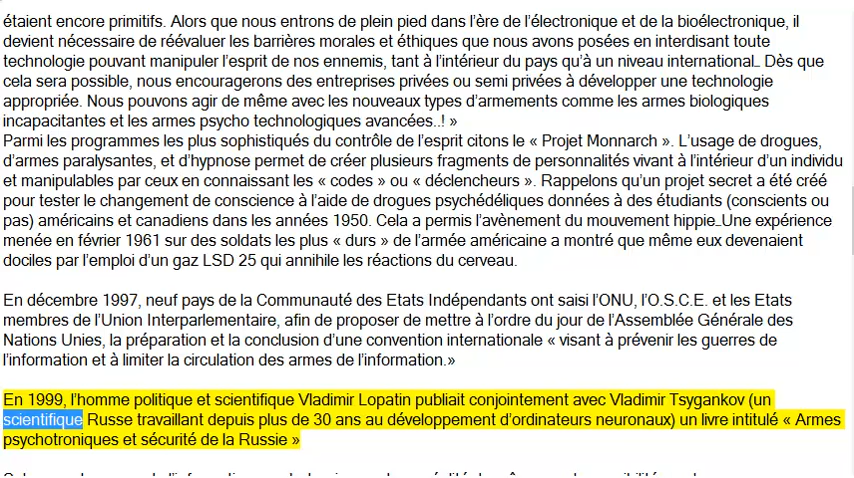 étaient encore primitifs. Alors que nous entrons de plein pied dans l'ère de l'électronique et de la bioélectronique, il
devient nécessaire de réévaluer les barrières morales et éthiques que nous avons posées en interdisant toute
technologie pouvant manipuler l'esprit de nos ennemis, tant à l'intérieur du pays qu'à un niveau international… Dès que
cela sera possible, nous encouragerons des entreprises privées ou semi privées à développer une technologie
appropriée. Nous pouvons agir de même avec les nouveaux types d'armements comme les armes biologiques
incapacitantes et les armes psycho technologiques avancées..! »
Parmi les programmes les plus sophistiqués du contrôle de l'esprit citons le « Projet Monnarch ». L'usage de drogues,
d'armes paralysantes, et d'hypnose permet de créer plusieurs fragments de personnalités vivant à l'intérieur d'un individu
et manipulables par ceux en connaissant les « codes » ou « déclencheurs ». Rappelons qu'un projet secret a été créé
pour tester le changement de conscience à l'aide de drogues psychédéliques données à des étudiants (conscients ou
pas) américains et canadiens dans les années 1950. Cela a permis l'avènement du mouvement hippie…Une expérience
menée en février 1961 sur des soldats les plus « durs » de l'armée américaine a montré que même eux devenaient
dociles par l'emploi d'un gaz LSD 25 qui annihile les réactions du cerveau.
En décembre 1997, neuf pays de la Communauté des Etats Indépendants ont saisi l'ONU, l'O.S.C.E. et les Etats
membres de l'Union Interparlementaire, afin de proposer de mettre à l'ordre du jour de l'Assemblée Générale des
Nations Unies, la préparation et la conclusion d'une convention internationale « visant à prévenir les guerres de
l'information et à limiter la circulation des armes de l'information.»
En 1999, l'homme politique et scientifique Vladimir Lopatin publiait conjointement avec Vladimir Tsygankov (un
scientifique Russe travaillant depuis plus de 30 ans au développement d'ordinateurs neuronaux) un livre intitulé « Armes
psychotroniques et sécurité de la Russie »